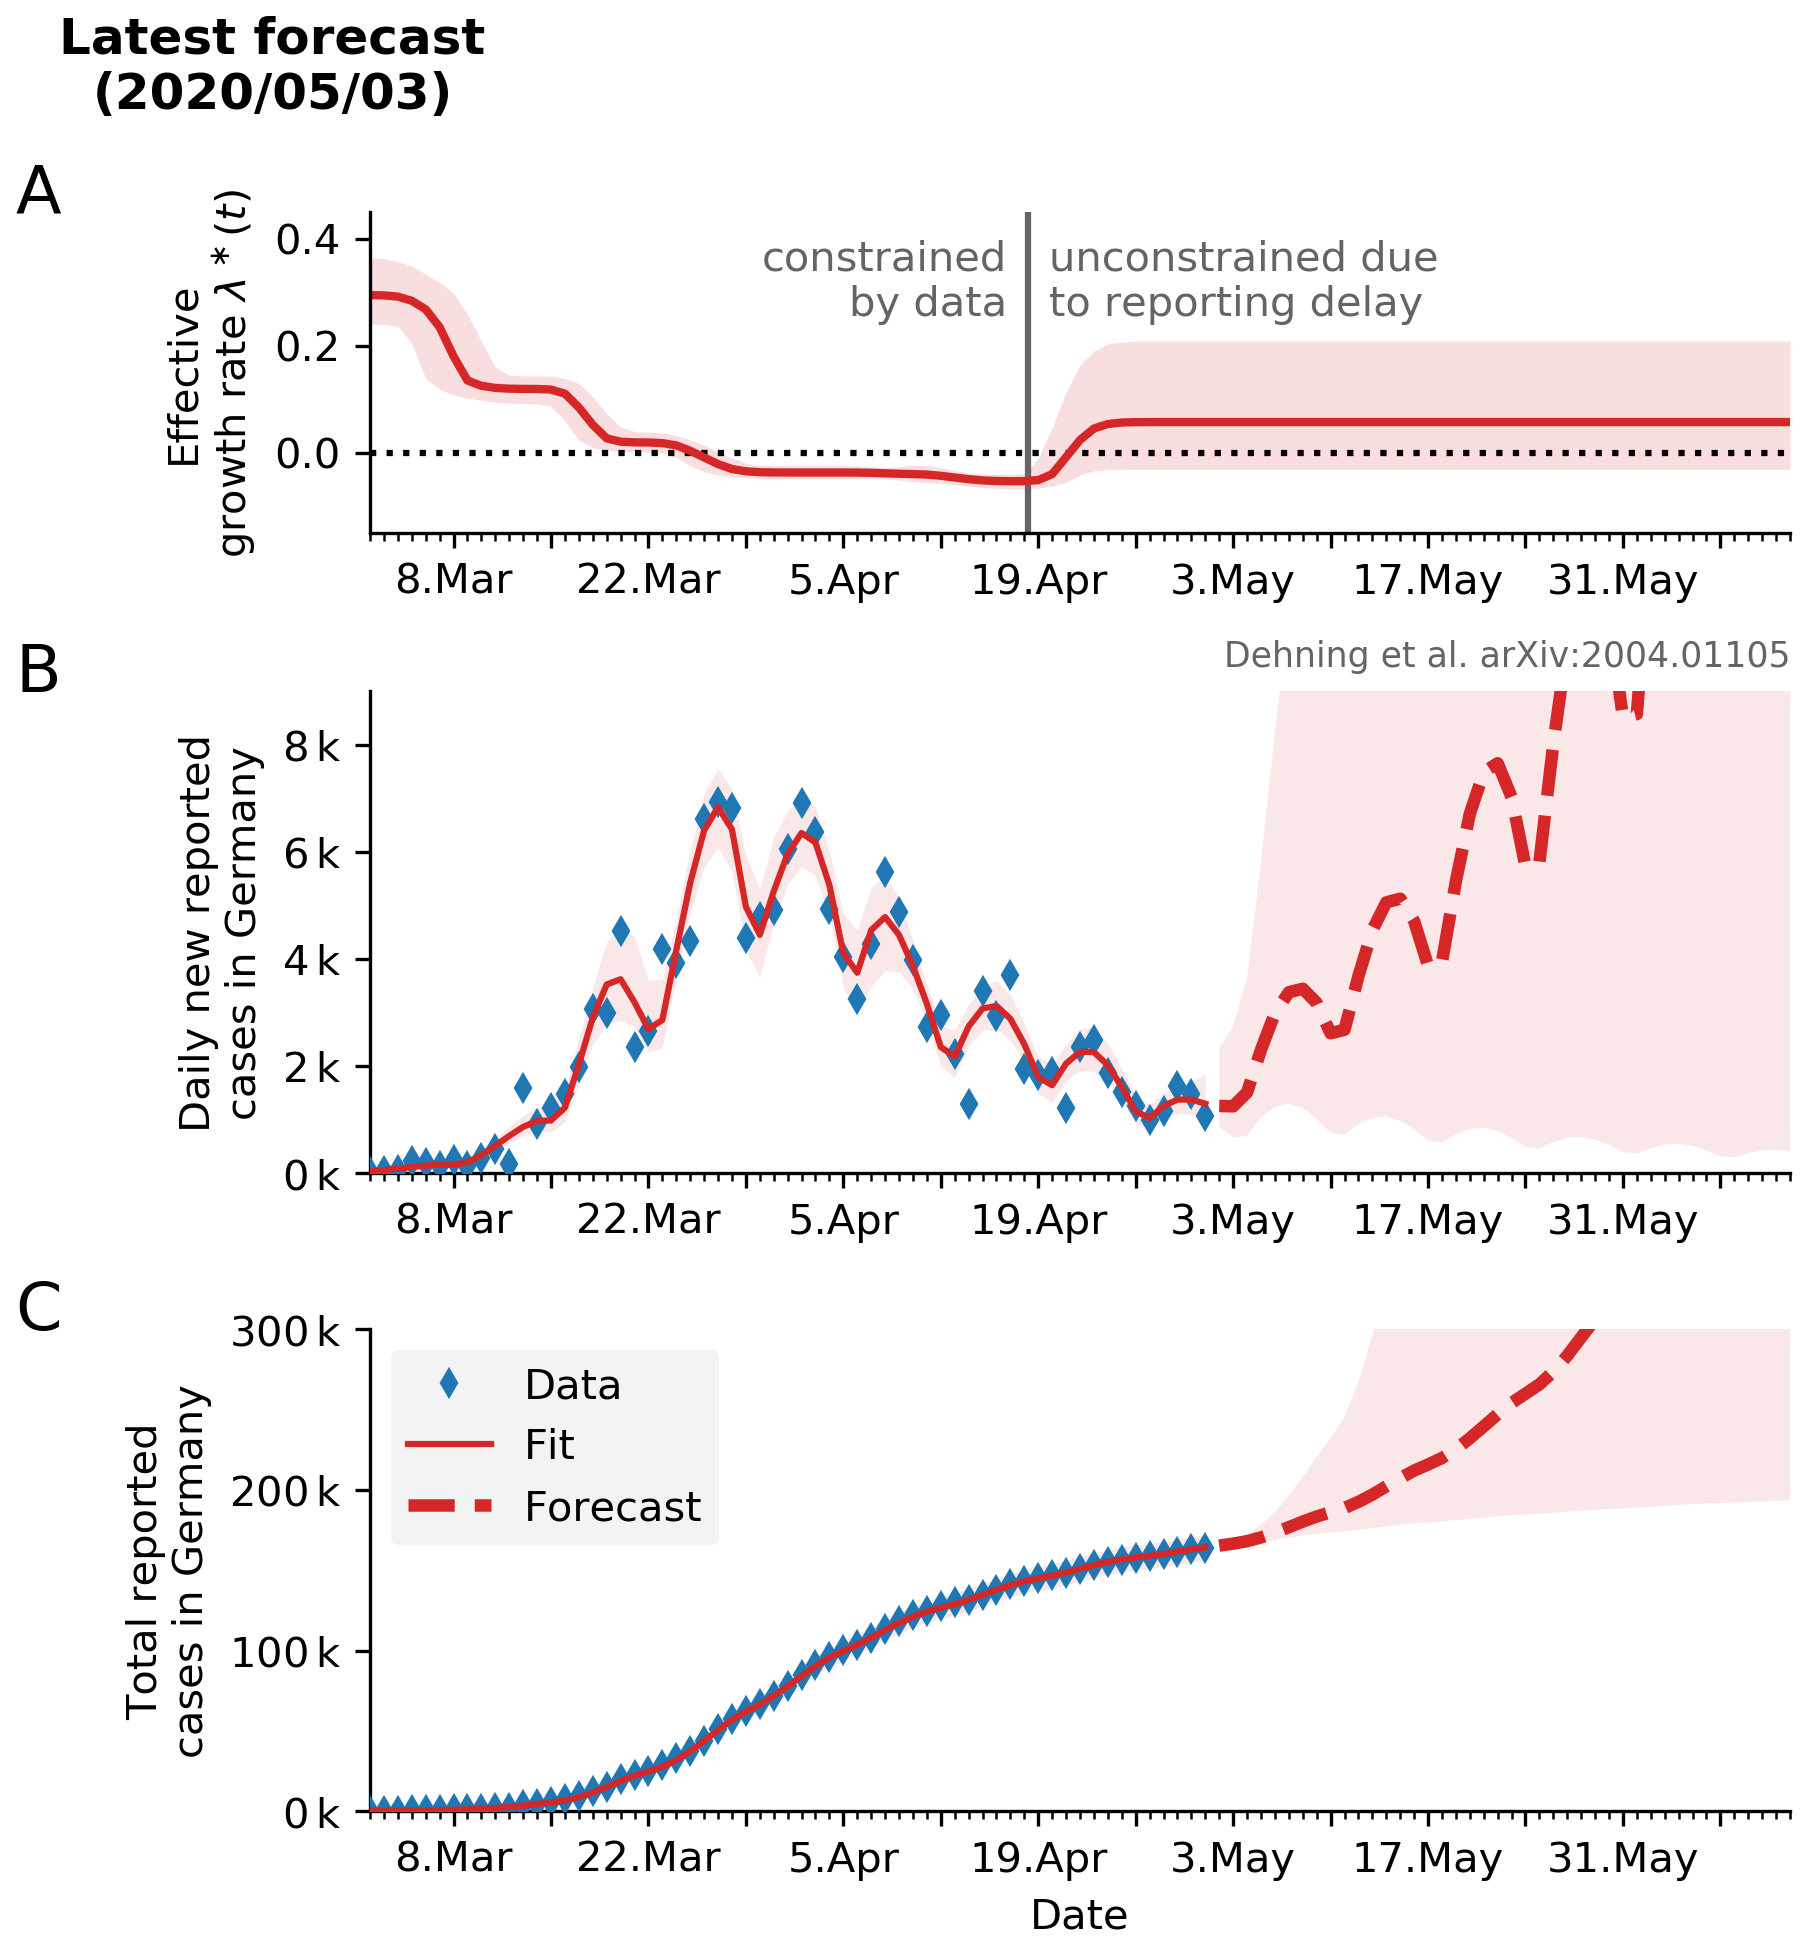 Latest forecast
(2020/05/03)
A
Effective
growth rate λ*(t)
0.4
0.2
0.0
constrained
by data
unconstrained due
to reporting delay
8.Mar 22.Mar 5.Apr 19.Apr 3.May 17.May 31.May
B
Dehning et al. arXiv:2004.01105
Daily new reported
cases in Germany
8 k
6 k
4 k
2 k
0 k
8.Mar 22.Mar 5.Apr 19.Apr 3.May 17.May 31.May
C
Total reported
cases in Germany
300 k
200 k
100 k
0 k
Data
Fit
Forecast
8.Mar 22.Mar 5.Apr 19.Apr 3.May 17.May 31.May
Date